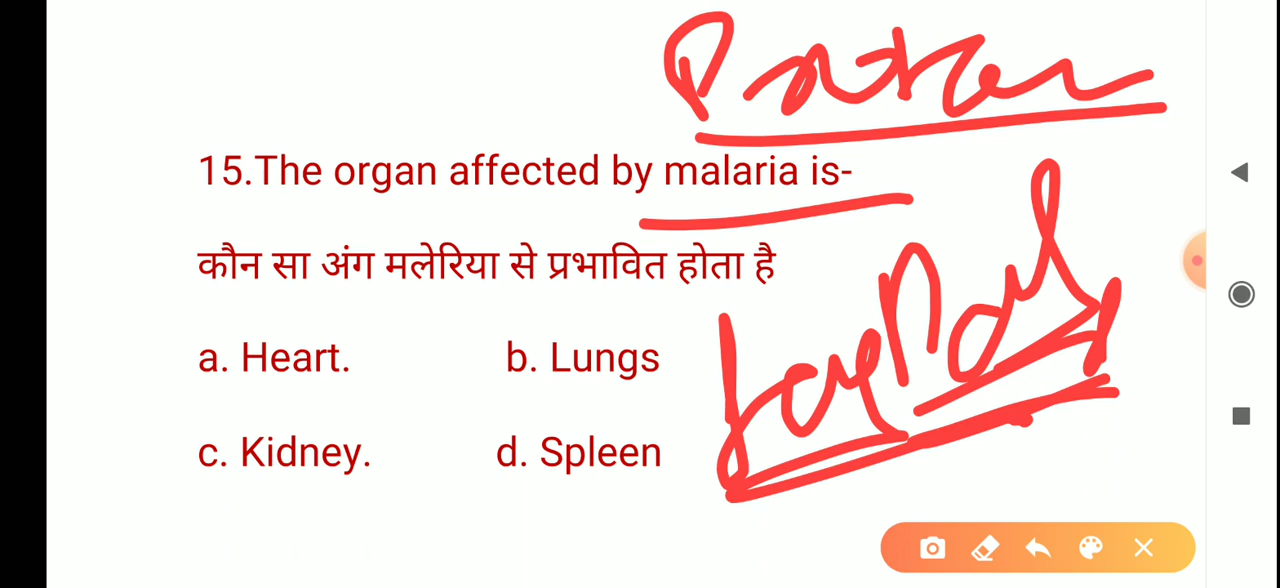 15.The organ affected by malaria is-
कौन सा अंग मलेरिया से प्रभावित होता है
a. Heart. b. Lungs
c. Kidney. d. Spleen